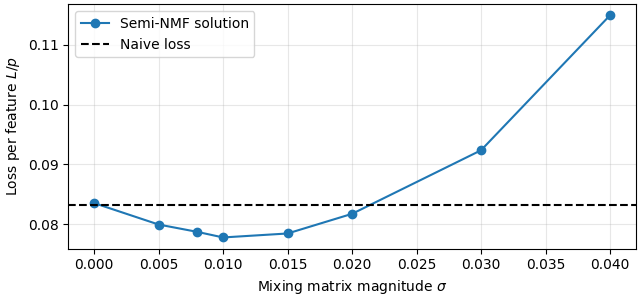 Semi-NMF solution
Naive loss
Loss per feature L/p
0.11
0.10
0.09
0.08
0.000 0.005 0.010 0.015 0.020 0.025 0.030 0.035 0.040
Mixing matrix magnitude σ